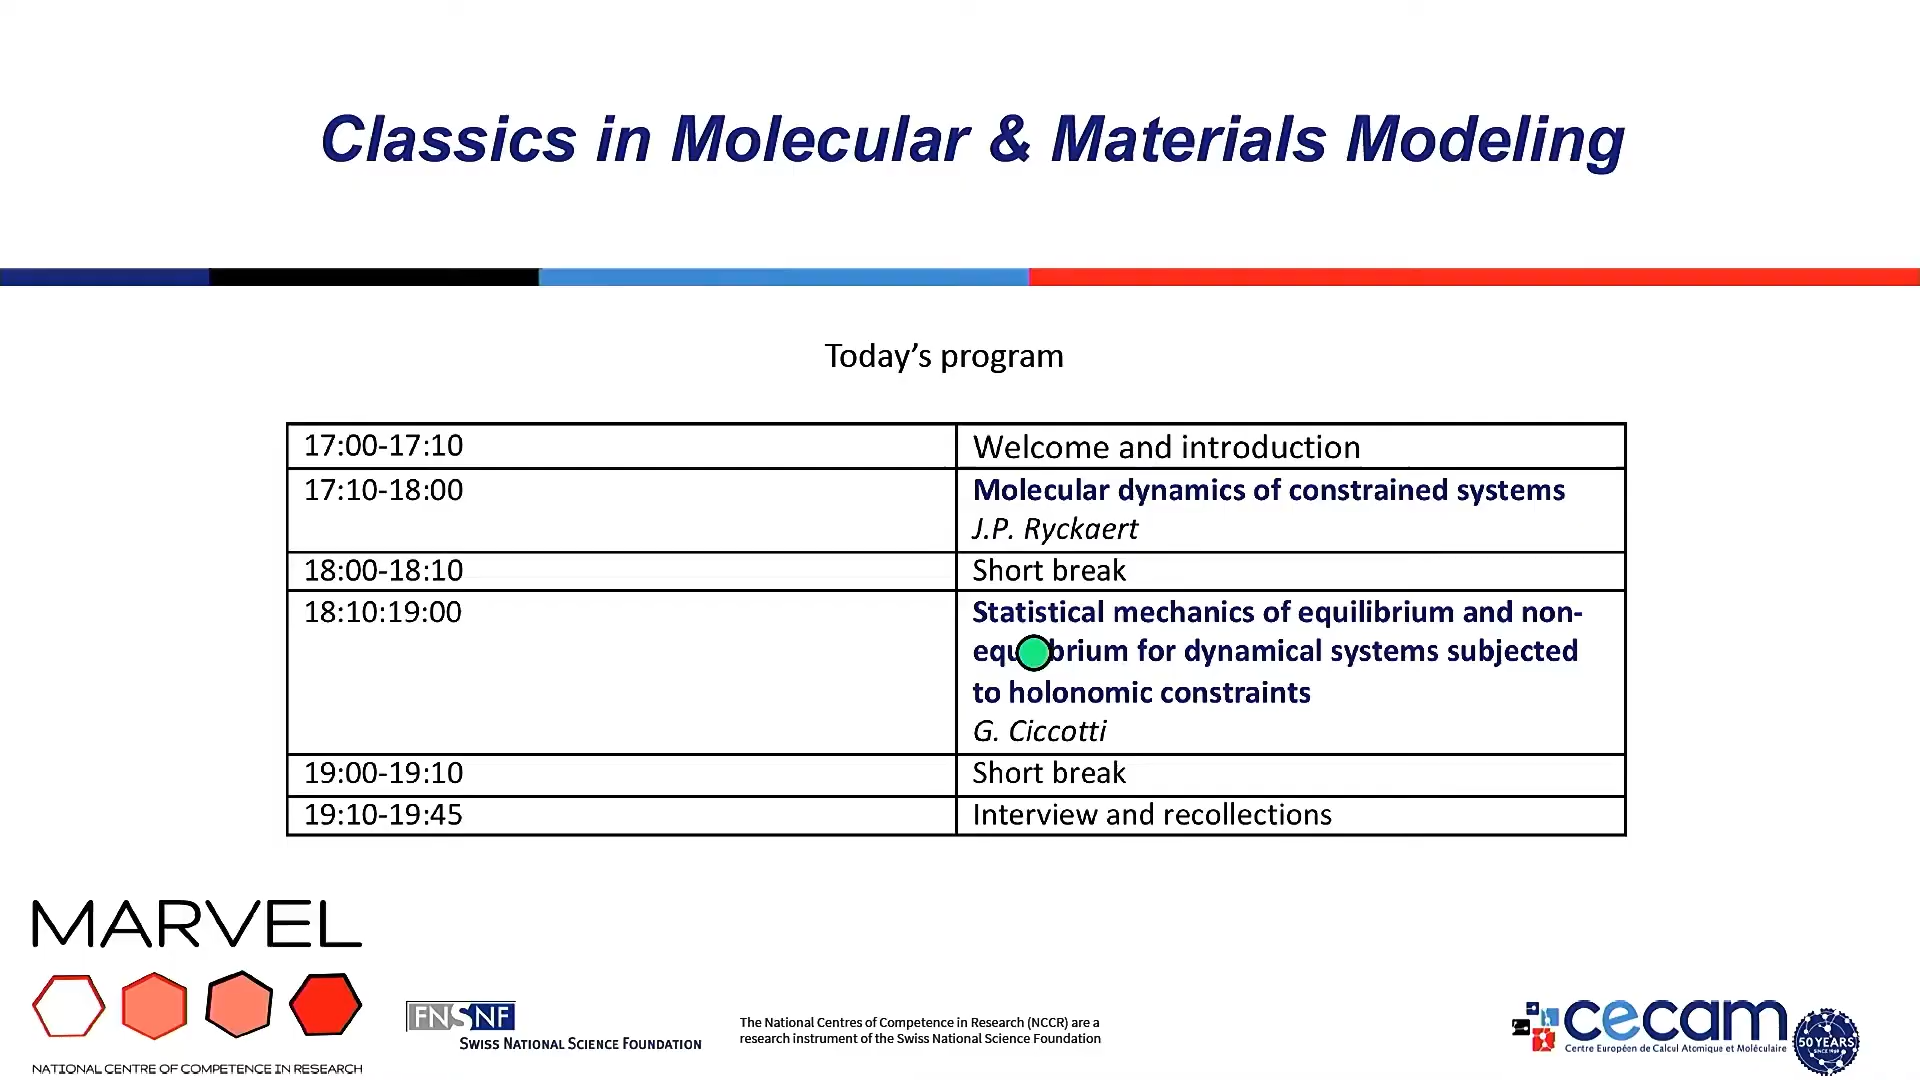 Classics in Molecular & Materials Modeling
Today’s program
17:00-17:10
Welcome and introduction
17:10-18:00
Molecular dynamics of constrained systems
J.P. Ryckaert
18:00-18:10
Short break
18:10:19:00
Statistical mechanics of equilibrium and non-
for dynamical systems subjected
to holonomic constraints
G. Ciccotti
19:00-19:10
Short break
19:10-19:45
Interview and recollections
MARVEL
NATIONAL CENTRE OF COMPETENCE IN RESEARCH
FNSNF
SWISS NATIONAL SCIENCE FOUNDATION
The National Centres of Competence in Research (NCCR) are a
research instrument of the Swiss National Science Foundation
cecam
Centre Européen de Calcul Atomique et Moléculaire
50 YEARS
SINCE 1969